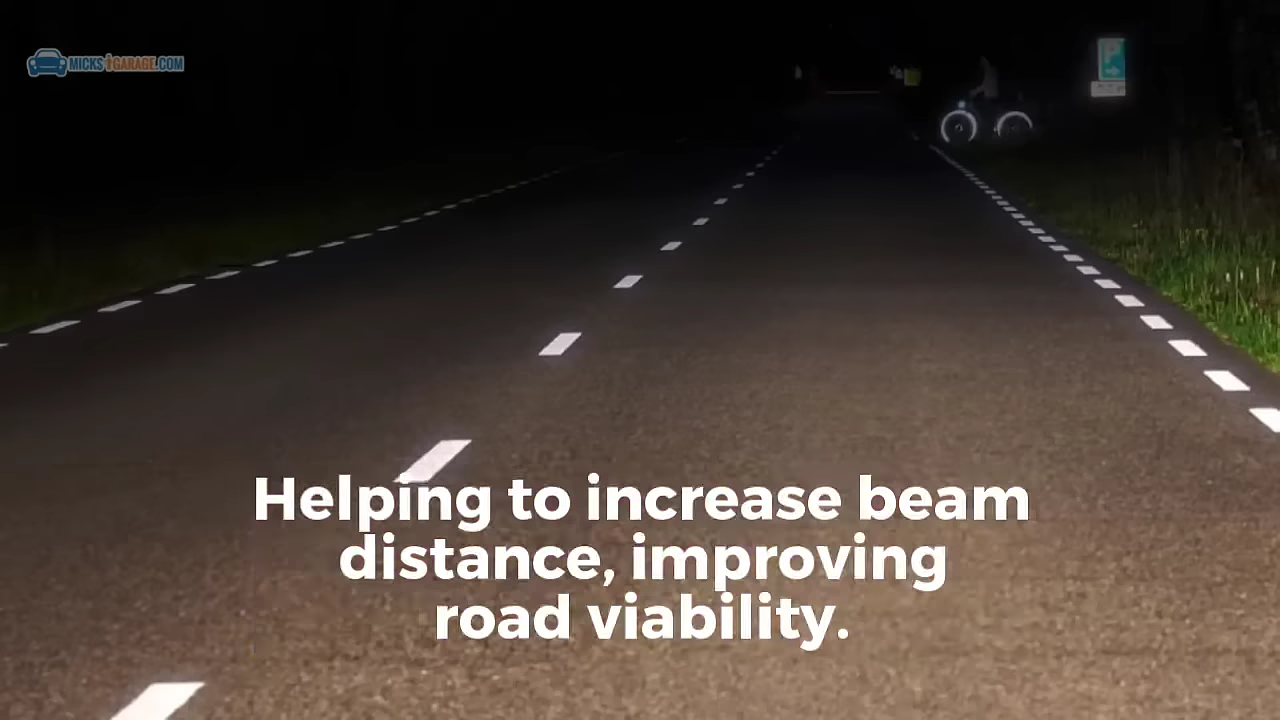 MICKSGARAGE.COM
P
Helping to increase beam
distance, improving
road viability.